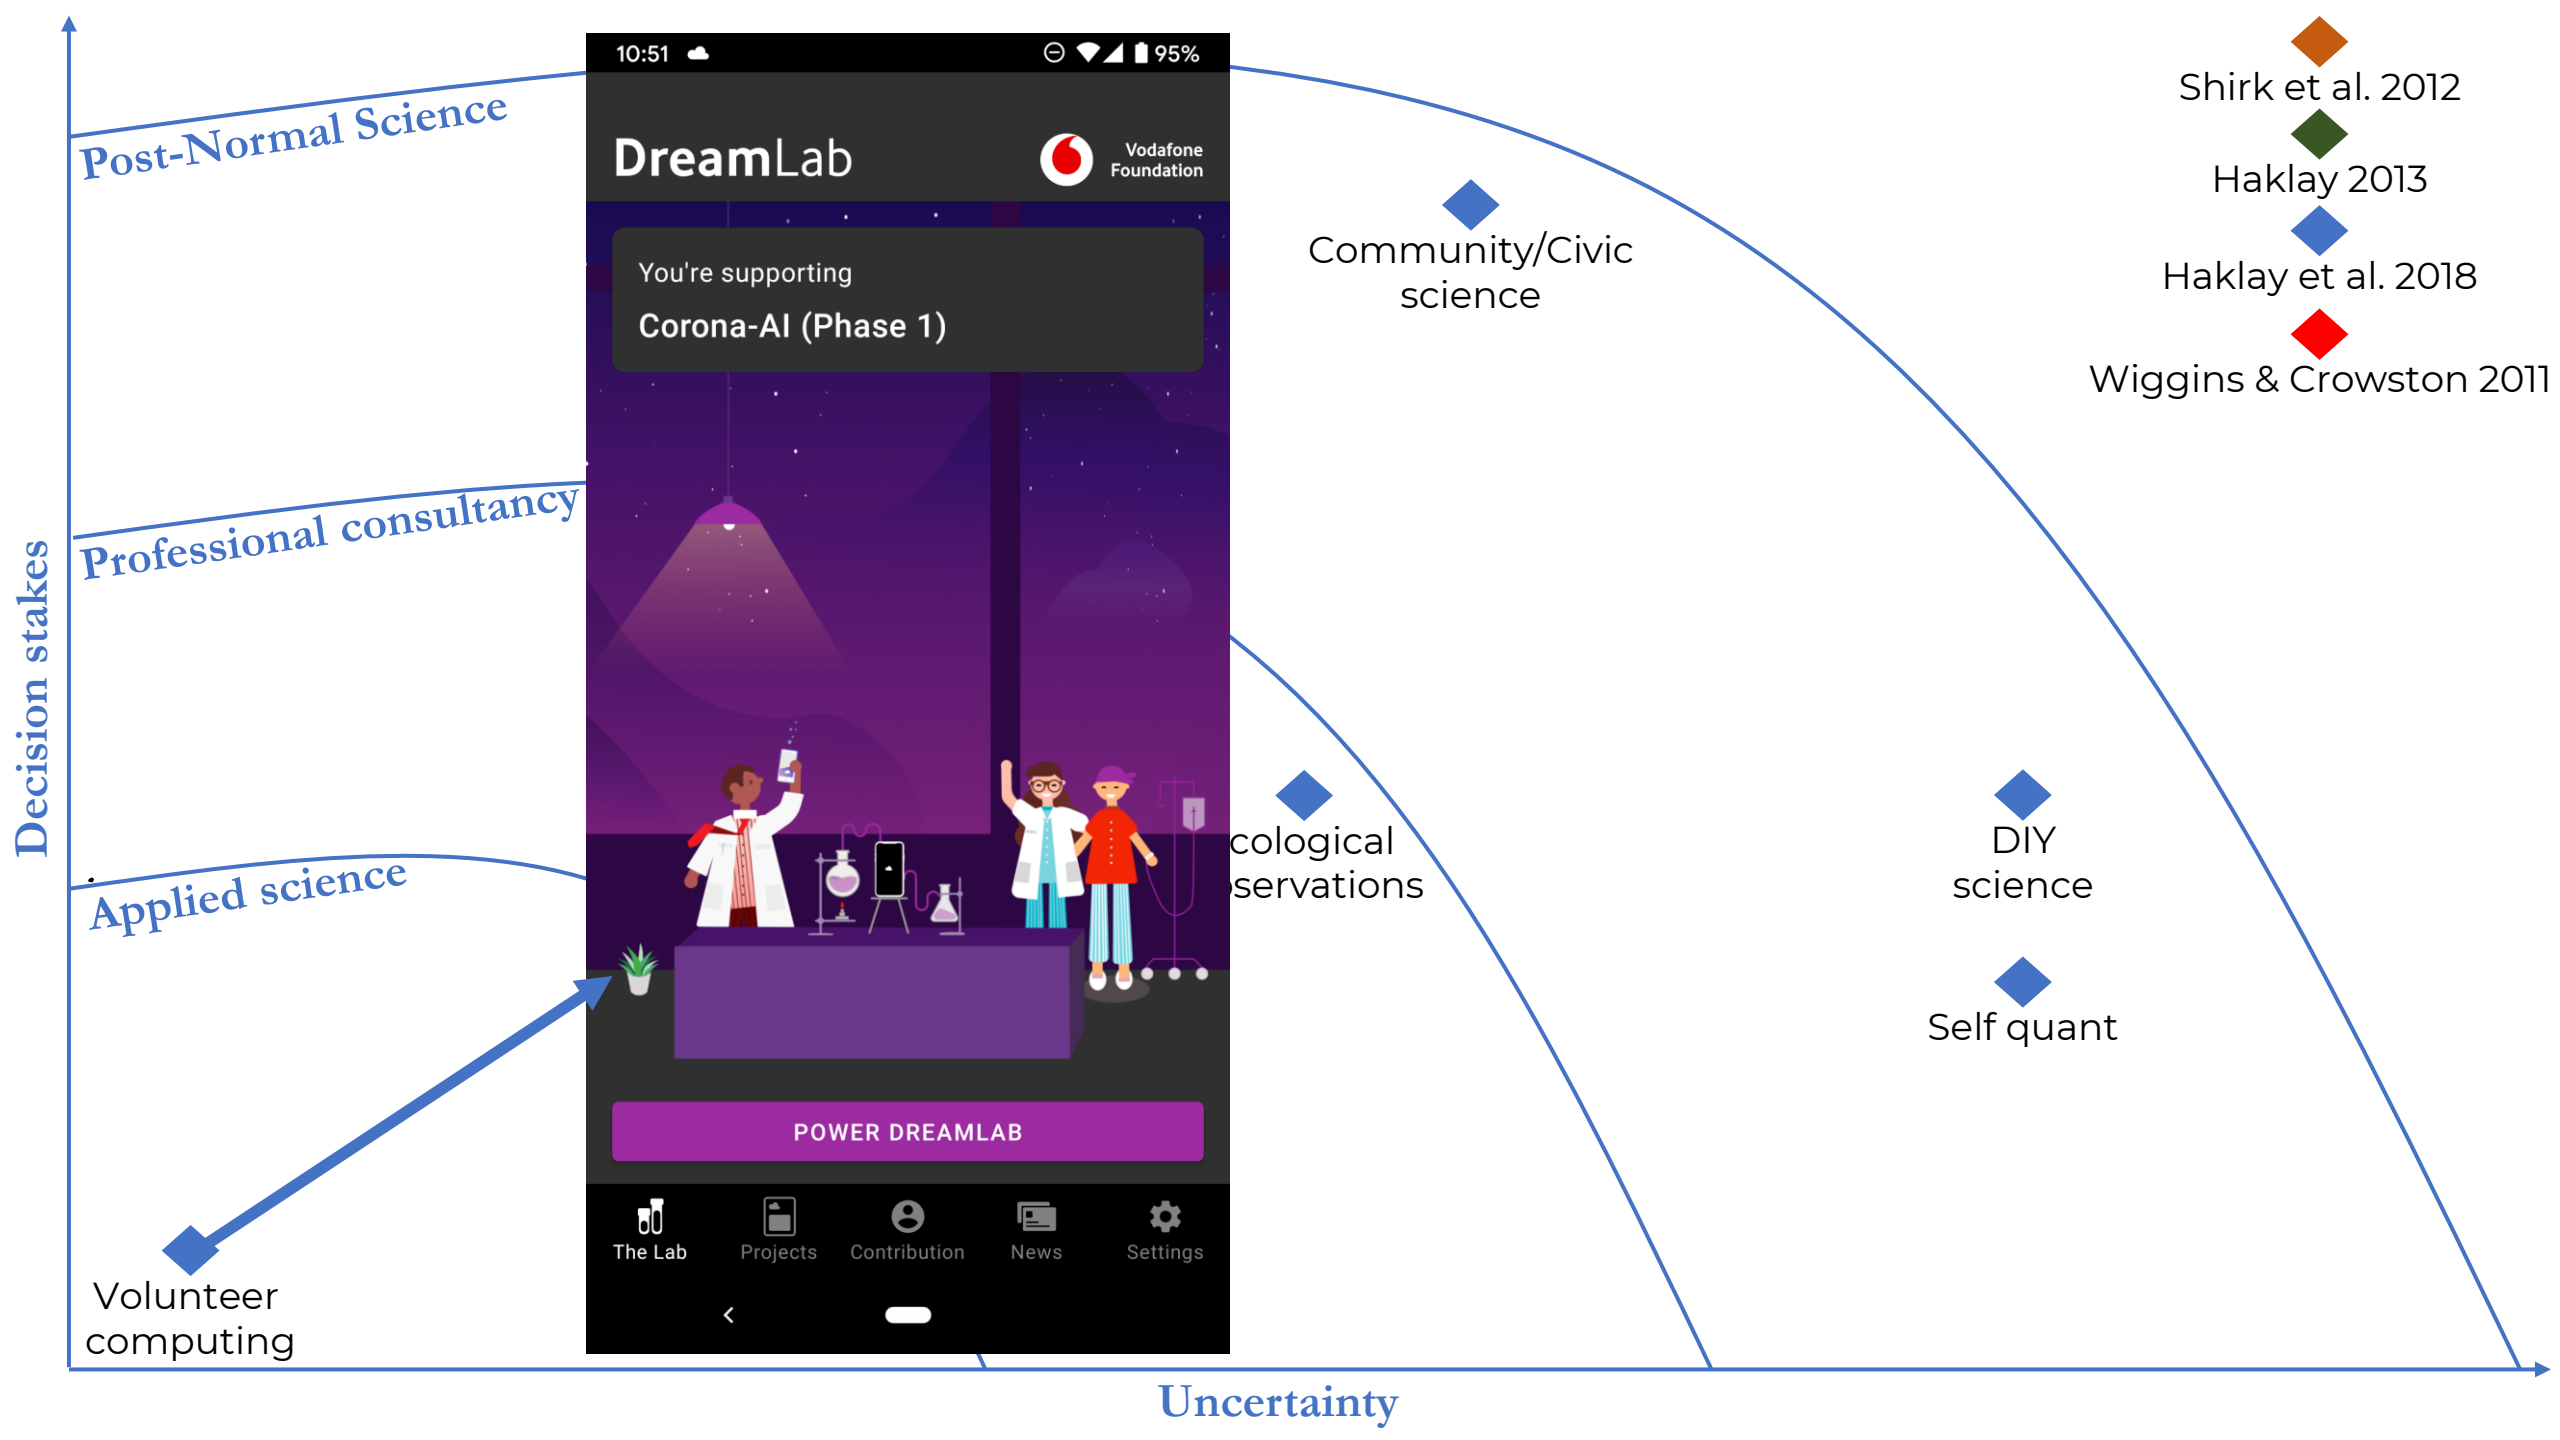 Post-Normal Science
Professional consultancy
Applied science
Decision stakes
Uncertainty
Volunteer
computing
10:51
95%
DreamLab
Vodafone
Foundation
You're supporting
Corona-AI (Phase 1)
POWER DREAMLAB
The Lab
Projects
Contribution
News
Settings
Community/Civic
science
cological
servations
DIY
science
Self quant
Shirk et al. 2012
Haklay 2013
Haklay et al. 2018
Wiggins & Crowston 2011